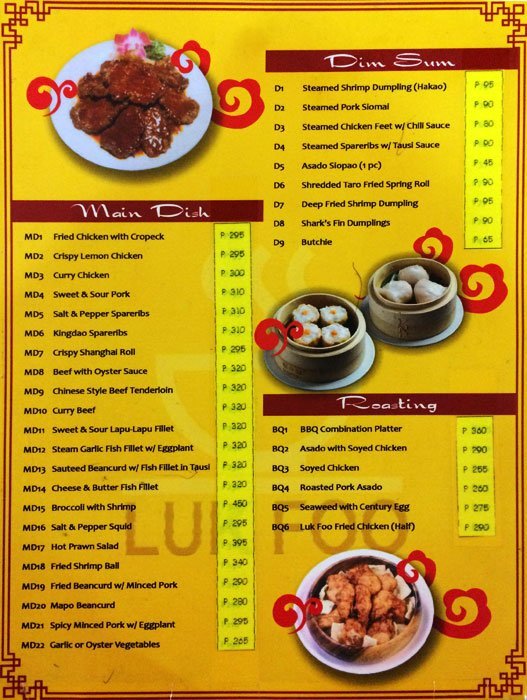 Dim Sum
D1 Steamed Shrimp Dumpling (Hakao) P 95
D2 Steamed Pork Siomai P 90
D3 Steamed Chicken Feet w/ Chili Sauce P 80
D4 Steamed Spareribs w/ Tausi Sauce P 90
D5 Asado Siopao (1 pc) P 45
D6 Shredded Taro Fried Spring Roll P 90
D7 Deep Fried Shrimp Dumpling P 95
D8 Shark's Fin Dumplings P 90
D9 Butchie P 65
Main Dish
MD1 Fried Chicken with Cropeck P 295
MD2 Crispy Lemon Chicken P 295
MD3 Curry Chicken P 300
MD4 Sweet & Sour Pork P 310
MD5 Salt & Pepper Spareribs P 310
MD6 Kingdao Spareribs P 310
MD7 Crispy Shanghai Roll P 295
MD8 Beef with Oyster Sauce P 320
MD9 Chinese Style Beef Tenderloin P 320
MD10 Curry Beef P 320
MD11 Sweet & Sour Lapu-Lapu Fillet P 320
MD12 Steam Garlic Fish Fillet w/ Eggplant P 320
MD13 Sauteed Beancurd w/ Fish Fillet in Tausi P 320
MD14 Cheese & Butter Fish Fillet P 320
MD15 Broccoli with Shrimp P 450
MD16 Salt & Pepper Squid P 295
MD17 Hot Prawn Salad P 395
MD18 Fried Shrimp Ball P 340
MD19 Fried Beancurd w/ Minced Pork P 290
MD20 Mapo Beancurd P 280
MD21 Spicy Minced Pork w/ Eggplant P 295
MD22 Garlic or Oyster Vegetables P 265
Roasting
BQ1 BBQ Combination Platter P 360
BQ2 Asado with Soyed Chicken P 290
BQ3 Soyed Chicken P 255
BQ4 Roasted Pork Asado P 260
BQ5 Seaweed with Century Egg P 275
BQ6 Luk Foo Fried Chicken (Half) P 290
LUK FOO